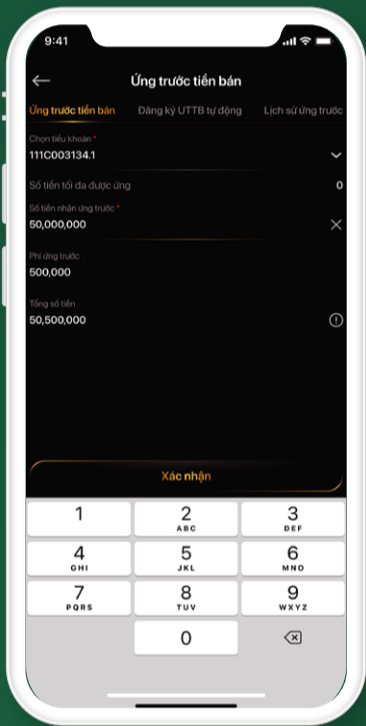 9:41
Ứng trước tiền bán
Ứng trước tiền bán Đăng ký UTTB tự động Lịch sử ứng trước
Chọn tiểu khoản *
111C003134.1
Số tiền tối đa được ứng 0
Số tiền nhận ứng trước *
50,000,000
Phí ứng trước
500,000
Tổng số tiền
50,500,000
Xác nhận
1 2 3
ABC DEF
4 5 6
GHI JKL MNO
7 8 9
PQRS TUV WXYZ
0